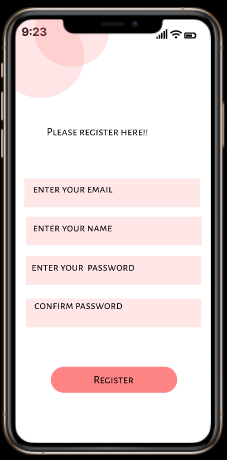 9:23
Please register here!!
enter your email
enter your name
enter your password
confirm password
Register